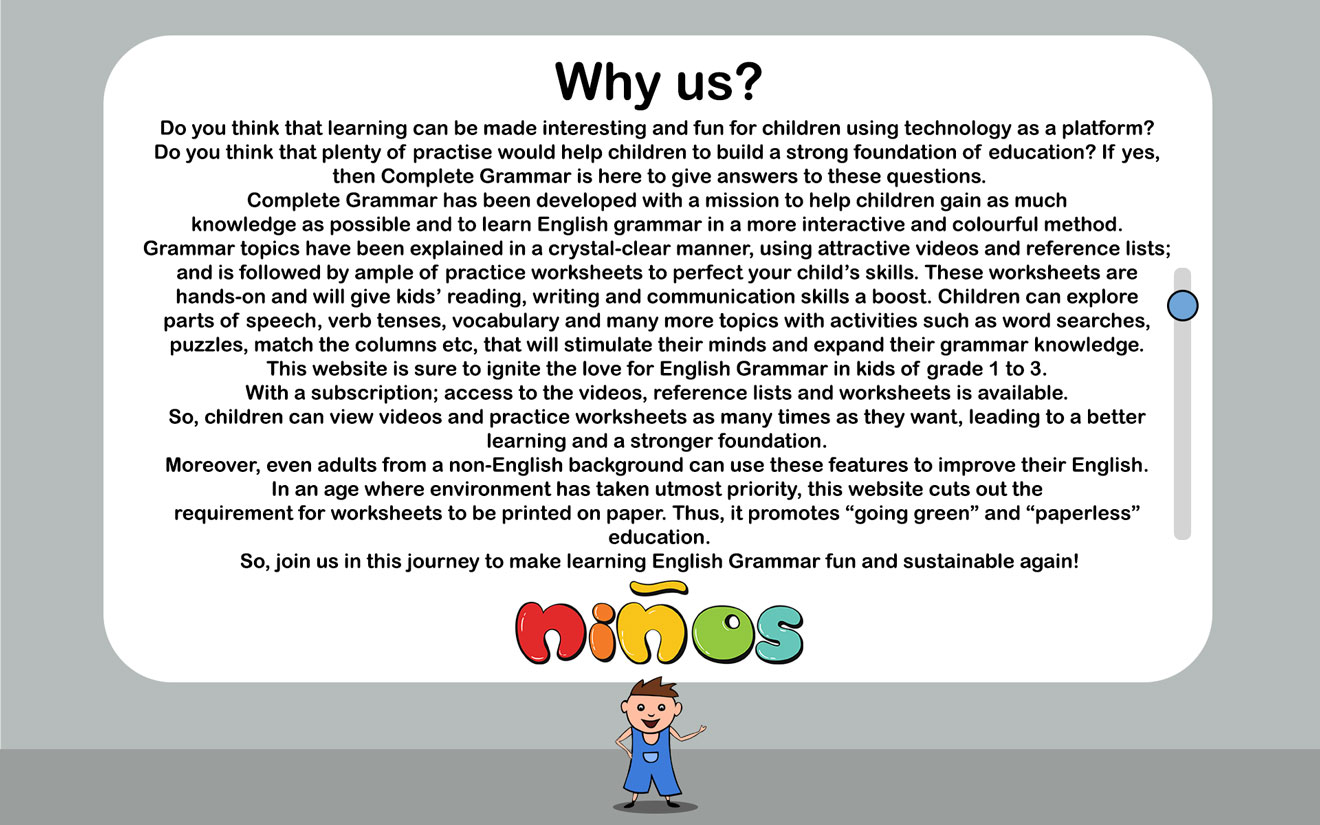 Why us?
Do you think that learning can be made interesting and fun for children using technology as a platform?
Do you think that plenty of practise would help children to build a strong foundation of education? If yes,
then Complete Grammar is here to give answers to these questions.
Complete Grammar has been developed with a mission to help children gain as much
knowledge as possible and to learn English grammar in a more interactive and colourful method.
Grammar topics have been explained in a crystal-clear manner, using attractive videos and reference lists;
and is followed by ample of practice worksheets to perfect your child’s skills. These worksheets are
hands-on and will give kids’ reading, writing and communication skills a boost. Children can explore
parts of speech, verb tenses, vocabulary and many more topics with activities such as word searches,
puzzles, match the columns etc, that will stimulate their minds and expand their grammar knowledge.
This website is sure to ignite the love for English Grammar in kids of grade 1 to 3.
With a subscription; access to the videos, reference lists and worksheets is available.
So, children can view videos and practice worksheets as many times as they want, leading to a better
learning and a stronger foundation.
Moreover, even adults from a non-English background can use these features to improve their English.
In an age where environment has taken utmost priority, this website cuts out the
requirement for worksheets to be printed on paper. Thus, it promotes “going green” and “paperless”
education.
So, join us in this journey to make learning English Grammar fun and sustainable again!
niños